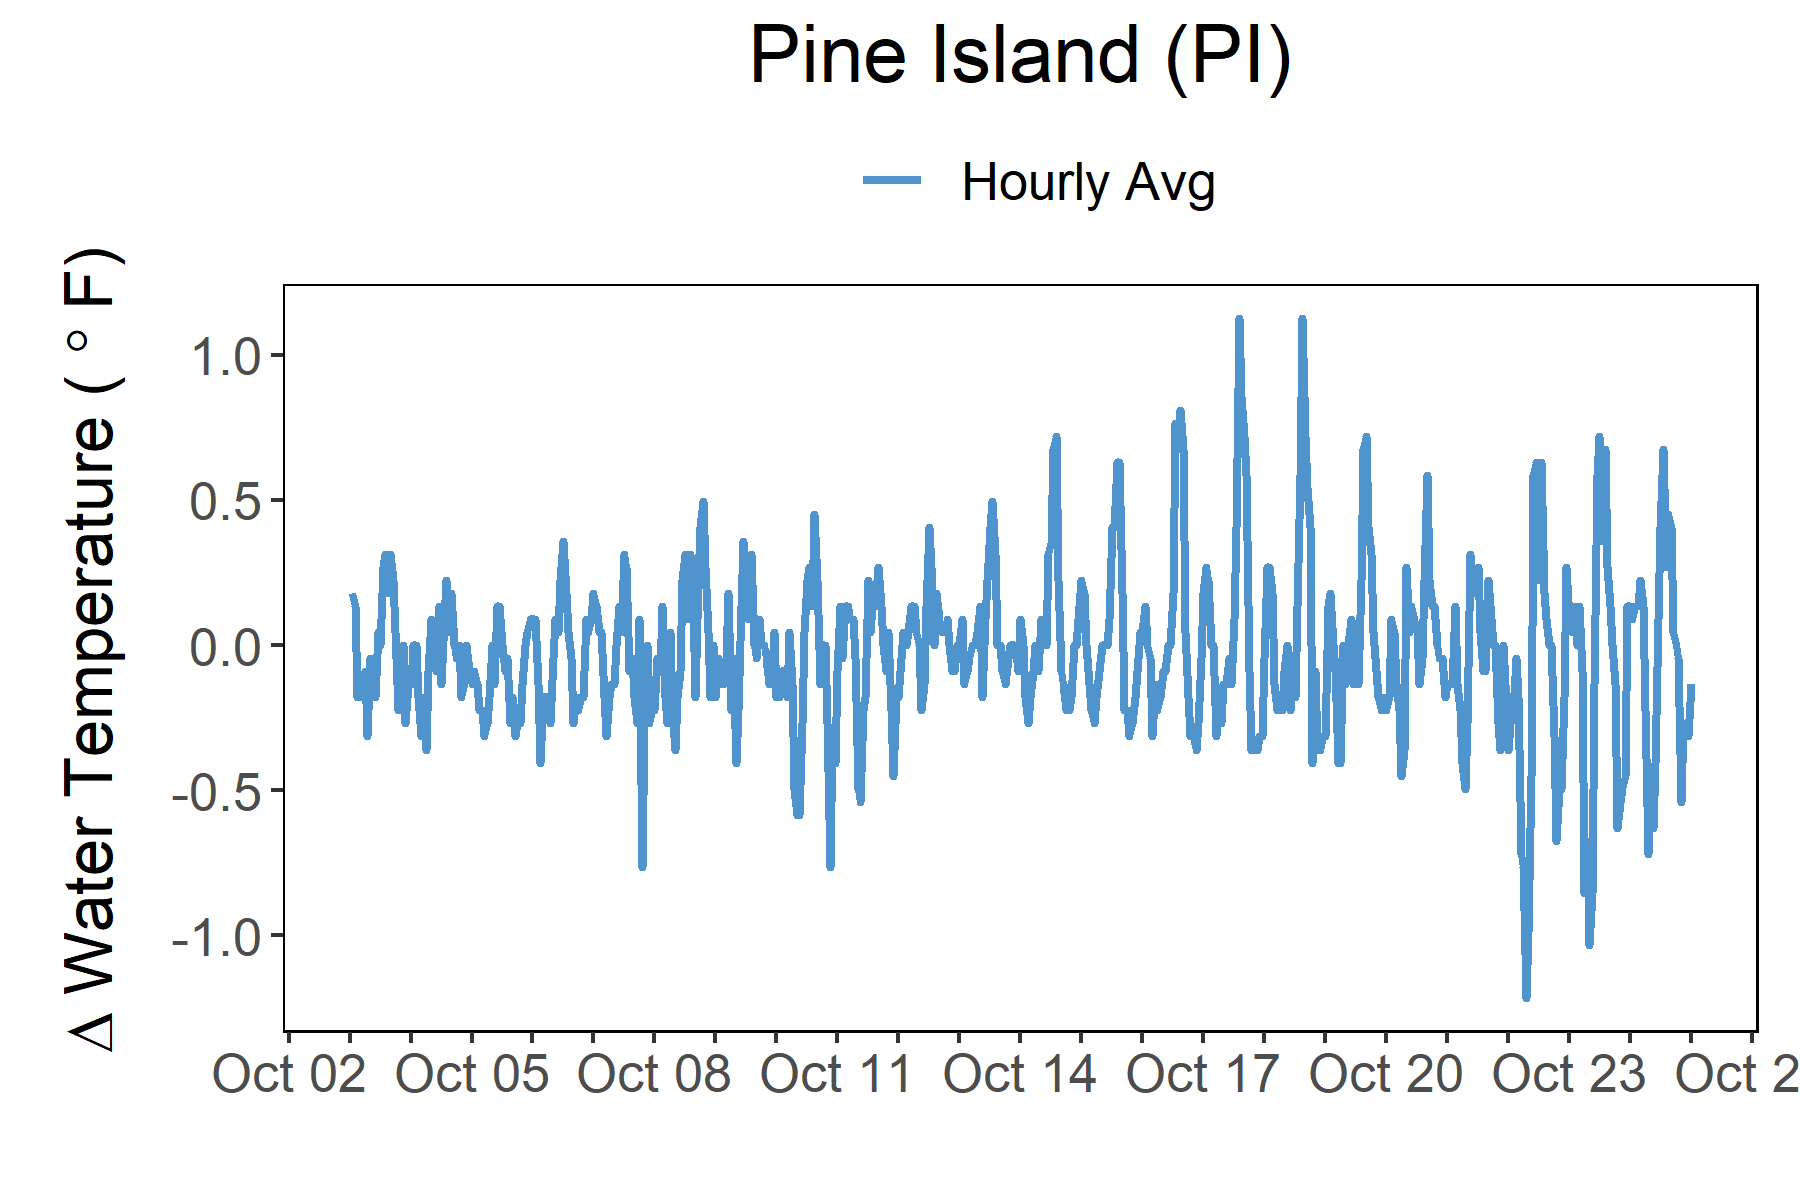 Pine Island (PI)
Hourly Avg
Δ Water Temperature ( ° F)
1.0
0.5
0.0
-0.5
-1.0
Oct 02 Oct 05 Oct 08 Oct 11 Oct 14 Oct 17 Oct 20 Oct 23 Oct 2